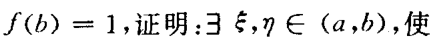 f(b) = 1,证明:∃ ξ,η ∈ (a,b),使